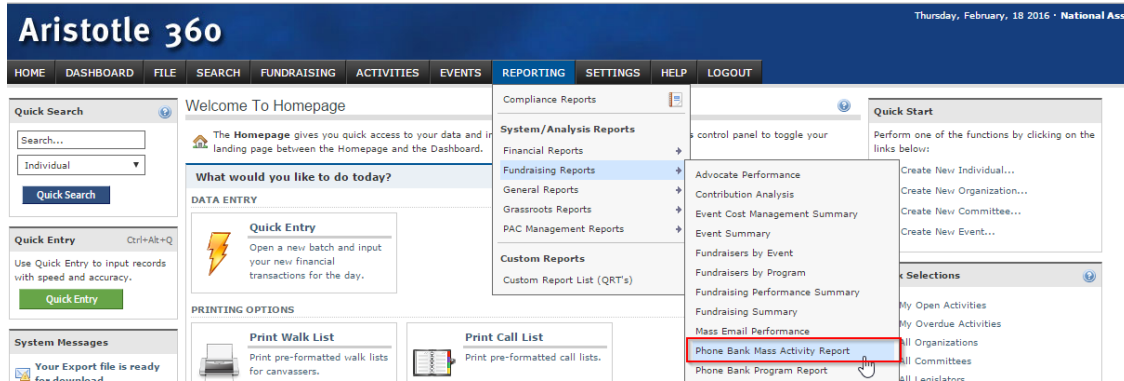 Aristotle 360
Thursday, February, 18 2016 · National Ass
HOME DASHBOARD FILE SEARCH FUNDRAISING ACTIVITIES EVENTS REPORTING SETTINGS HELP LOGOUT
Quick Search
Search...
Individual
Quick Search
Quick Entry Ctrl+Alt+Q
Use Quick Entry to input records
with speed and accuracy.
Quick Entry
System Messages
Your Export file is ready
for download
Welcome To Homepage
The Homepage gives you quick access to your data and in
s control panel to toggle your
landing page between the Homepage and the Dashboard.
What would you like to do today?
DATA ENTRY
Quick Entry
Open a new batch and input
your new financial
transactions for the day.
PRINTING OPTIONS
Print Walk List
Print pre-formatted walk lists
for canvassers.
Print Call List
Print pre-formatted call lists.
Compliance Reports
System/Analysis Reports
Financial Reports
Fundraising Reports
General Reports
Grassroots Reports
PAC Management Reports
Custom Reports
Custom Report List (QRT's)
Advocate Performance
Contribution Analysis
Event Cost Management Summary
Event Summary
Fundraisers by Event
Fundraisers by Program
Fundraising Performance Summary
Fundraising Summary
Mass Email Performance
Phone Bank Mass Activity Report
Phone Bank Program Report
Quick Start
Perform one of the functions by clicking on the
links below:
Create New Individual...
Create New Organization...
Create New Committee...
Create New Event...
k Selections
My Open Activities
My Overdue Activities
All Organizations
All Committees
All Legislators